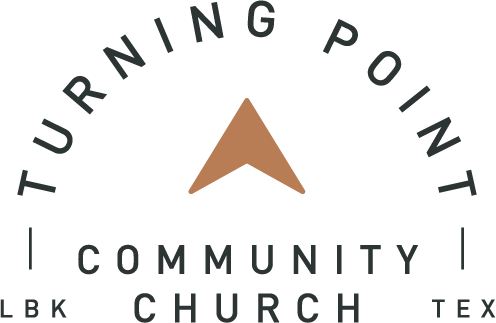 TURNING POINT
COMMUNITY
LBK CHURCH TEX